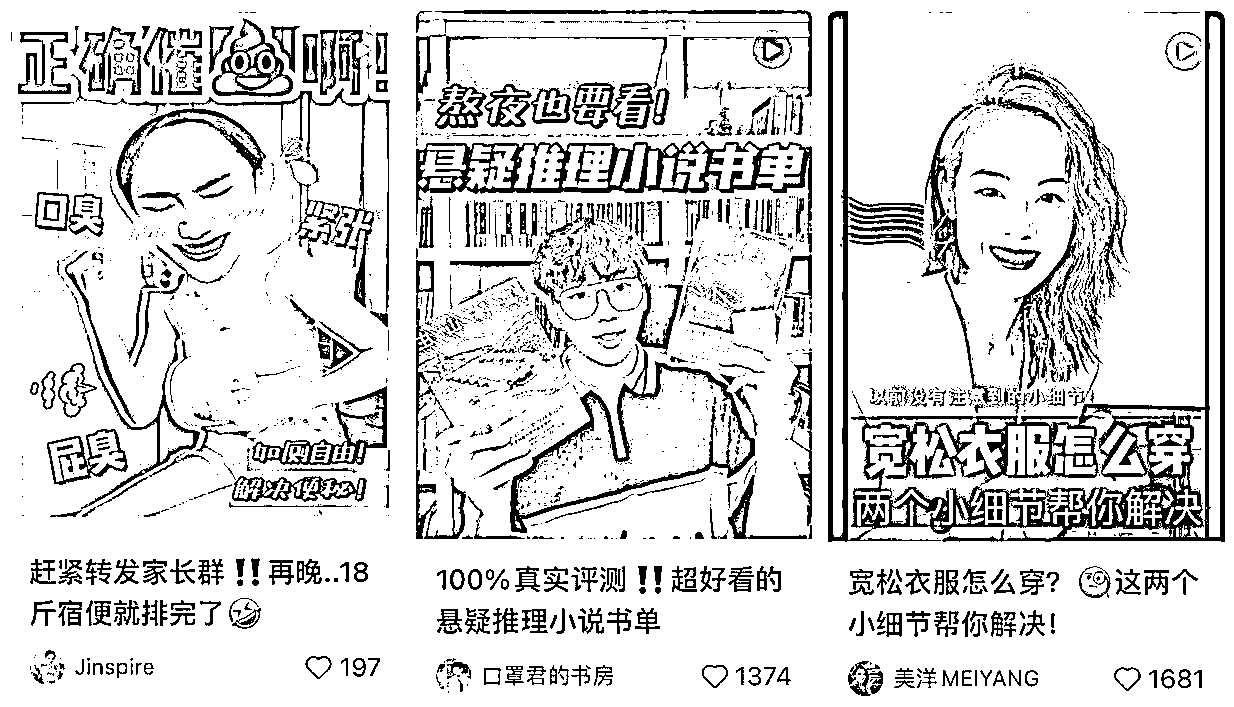 正确催💩啊!
口臭
紧张
屁臭
如厕自由!
解决便秘!
赶紧转发家长群‼️再晚..18
斤宿便就排完了🤣
Jinspire
197
熬夜也要看!
悬疑推理小说书单
100%真实评测‼️超好看的
悬疑推理小说书单
口罩君的书房
1374
以前没有注意到的小细节
宽松衣服怎么穿
两个小细节帮你解决
宽松衣服怎么穿?🧐这两个
小细节帮你解决!
美洋MEIYANG
1681